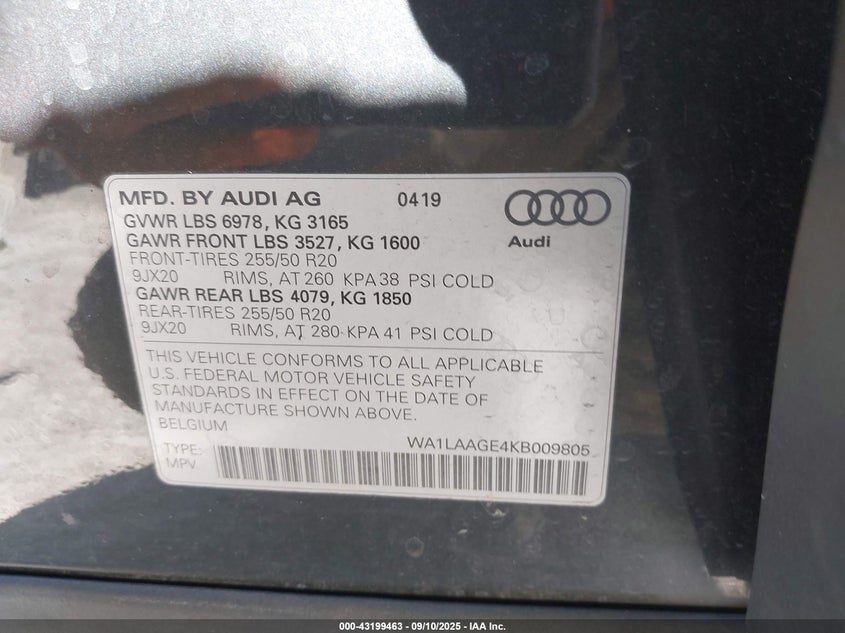 MFD. BY AUDI AG 0419
GVWR LBS 6978, KG 3165
GAWR FRONT LBS 3527, KG 1600
FRONT-TIRES 255/50 R20
9JX20 RIMS, AT 260 KPA 38 PSI COLD
GAWR REAR LBS 4079, KG 1850
REAR-TIRES 255/50 R20
9JX20 RIMS, AT 280 KPA 41 PSI COLD
Audi
THIS VEHICLE CONFORMS TO ALL APPLICABLE
U.S. FEDERAL MOTOR VEHICLE SAFETY
STANDARDS IN EFFECT ON THE DATE OF
MANUFACTURE SHOWN ABOVE.
BELGIUM
WA1LAAGE4KB009805
TYPE:
MPV
000-43199463 - 09/10/2025 - IAA Inc.